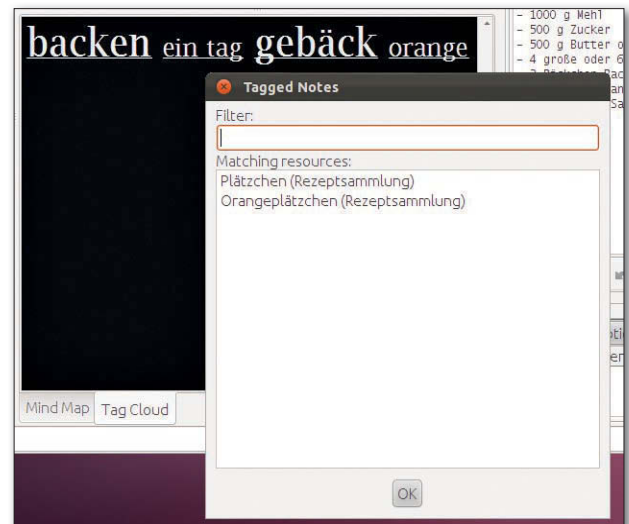 backen ein tag gebäck orange
- 1000 g Mehl
- 500 g Zucker
- 500 g Butter o
- 4 große oder 6
Tagged Notes
Filter:
Matching resources:
Plätzchen (Rezeptsammlung)
Orangeplätzchen (Rezeptsammlung)
Mind Map Tag Cloud
OK